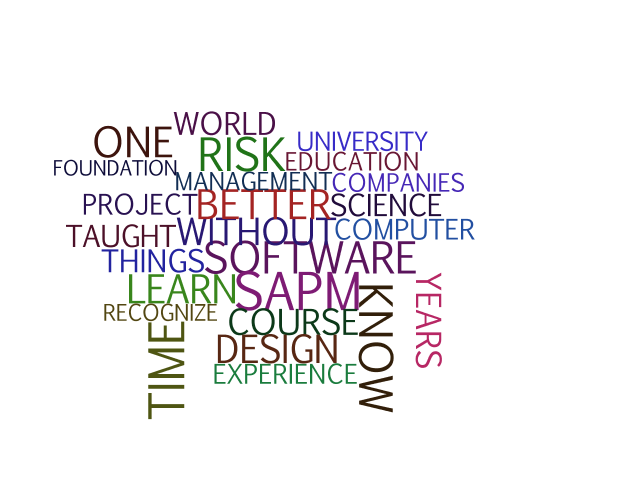 WORLD
ONE
UNIVERSITY
RISK
EDUCATION
FOUNDATION
MANAGEMENT
COMPANIES
PROJECT
BETTER
SCIENCE
TAUGHT
WITHOUT
COMPUTER
THINGS
SOFTWARE
LEARN
SAPM
YEARS
RECOGNIZE
COURSE
KNOW
TIME
DESIGN
EXPERIENCE